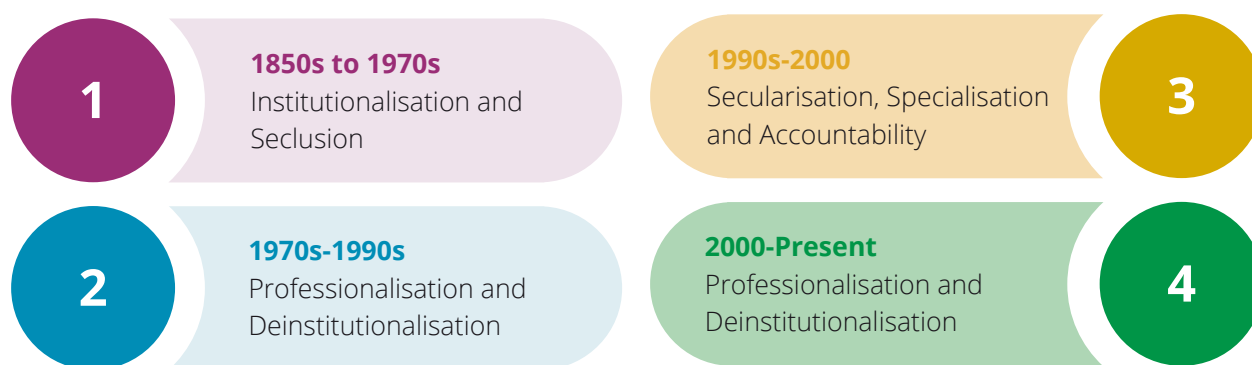 1
1850s to 1970s
Institutionalisation and
Seclusion
2
1970s-1990s
Professionalisation and
Deinstitutionalisation
1990s-2000
Secularisation, Specialisation
and Accountability
3
2000-Present
Professionalisation and
Deinstitutionalisation
4